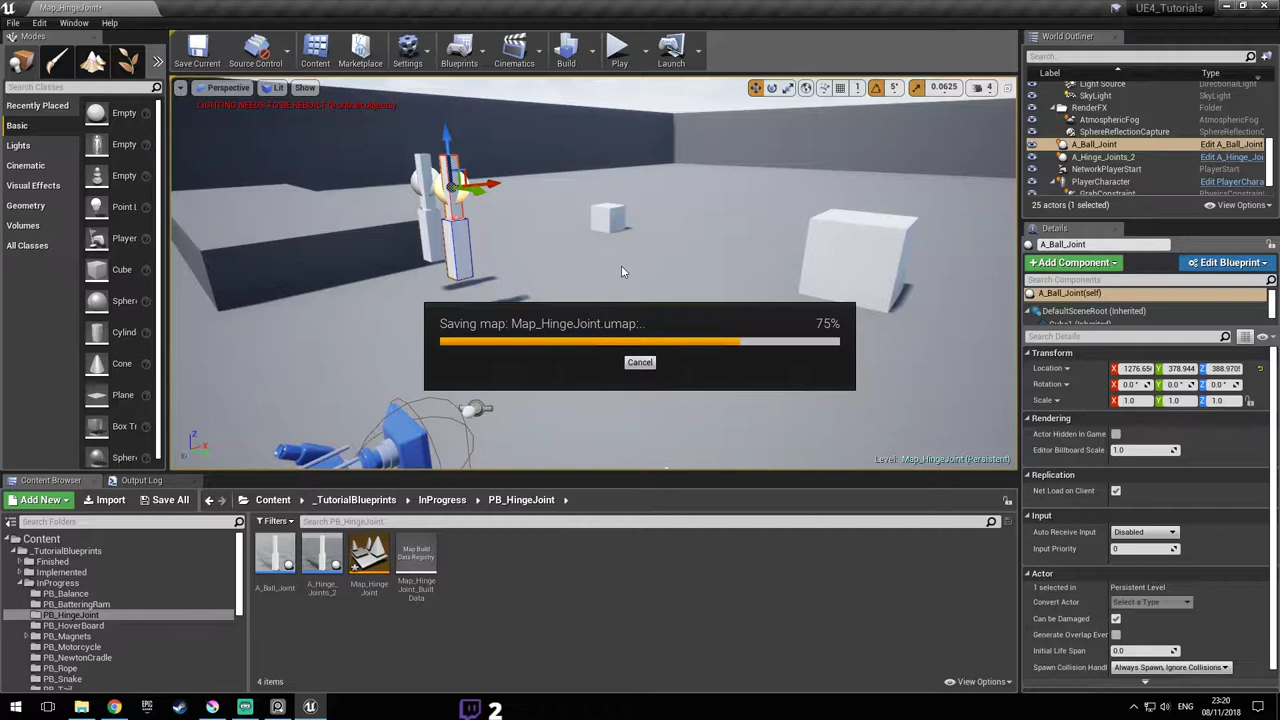 Map_HingeJoint*
UE4_Tutorials
File Edit Window Help
Modes
Search Classes
Recently Placed
Basic
Lights
Cinematic
Visual Effects
Geometry
Volumes
All Classes
Empty
Empty
Empty
Point L
Player
Cube
Spher
Cylind
Cone
Plane
Box Tr
Spher
Save Current
Source Control
Content
Marketplace
Settings
Blueprints
Cinematics
Build
Play
Launch
Perspective Lit Show
5° 0.0625 4
1
Saving map: Map_HingeJoint.umap:.. 75%
Cancel
Level: Map_HingeJoint (Persistent)
World Outliner
Search...
Label Type
Light Source DirectionalLight
SkyLight SkyLight
RenderFX Folder
AtmosphericFog AtmosphericFog
SphereReflectionCapture SphereReflectionC
A_Ball_Joint Edit A_Ball_Joint
A_Hinge_Joints_2 Edit A_Hinge_Joi
NetworkPlayerStart PlayerStart
PlayerCharacter Edit PlayerChara
GrabConstraint PhysicsConstrain
25 actors (1 selected) View Options
Details
A_Ball_Joint
+Add Component Edit Blueprint
Search Components
A_Ball_Joint(self)
DefaultSceneRoot (Inherited)
Cube1 (Inherited)
Search Details
Transform
Location X 1276.65 Y 378.944 Z 388.970
Rotation X 0.0 ° Y 0.0 ° Z 0.0 °
Scale X 1.0 Y 1.0 Z 1.0
Rendering
Actor Hidden In Game
Editor Billboard Scale 1.0
Replication
Net Load on Client
Input
Auto Receive Input Disabled
Input Priority 0
Actor
1 selected in Persistent Level
Convert Actor Select a Type
Can be Damaged
Generate Overlap Ever
Initial Life Span 0.0
Spawn Collision Handl Always Spawn, Ignore Collisions
Content Browser Output Log
Add New Import Save All Content _TutorialBlueprints InProgress PB_HingeJoint
Search Folders
Content
_TutorialBlueprints
Finished
Implemented
InProgress
PB_Balance
PB_BatteringRam
PB_HingeJoint
PB_HoverBoard
PB_Magnets
PB_Motorcycle
PB_NewtonCradle
PB_Rope
PB_Snake
PB_Tail
Filters Search PB_HingeJoint
Map Build Data Registry
A_Ball_Joint
A_Hinge_
Joints_2
Map_Hinge
Joint
Map_Hinge
Joint_Built
Data
4 items View Options
2
ENG
23:20
08/11/2018